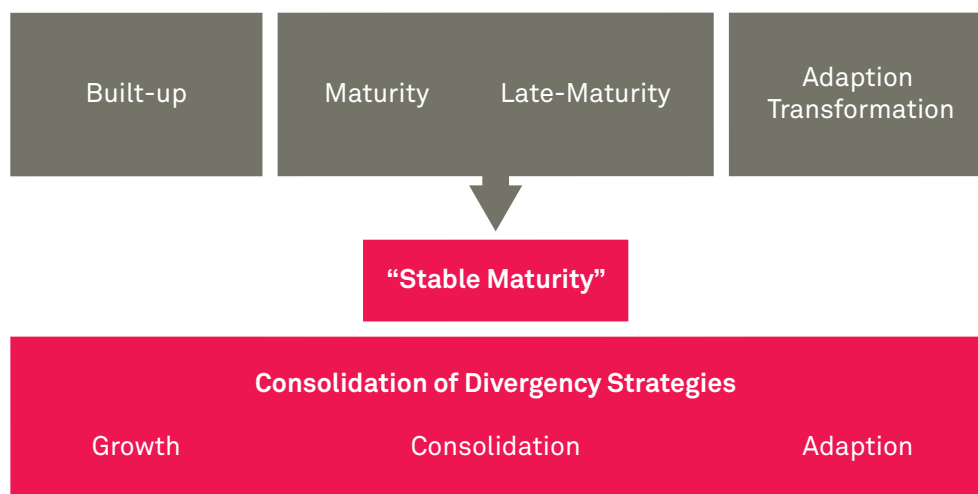 Built-up
Maturity
Late-Maturity
Adaption
Transformation
“Stable Maturity”
Consolidation of Divergency Strategies
Growth
Consolidation
Adaption